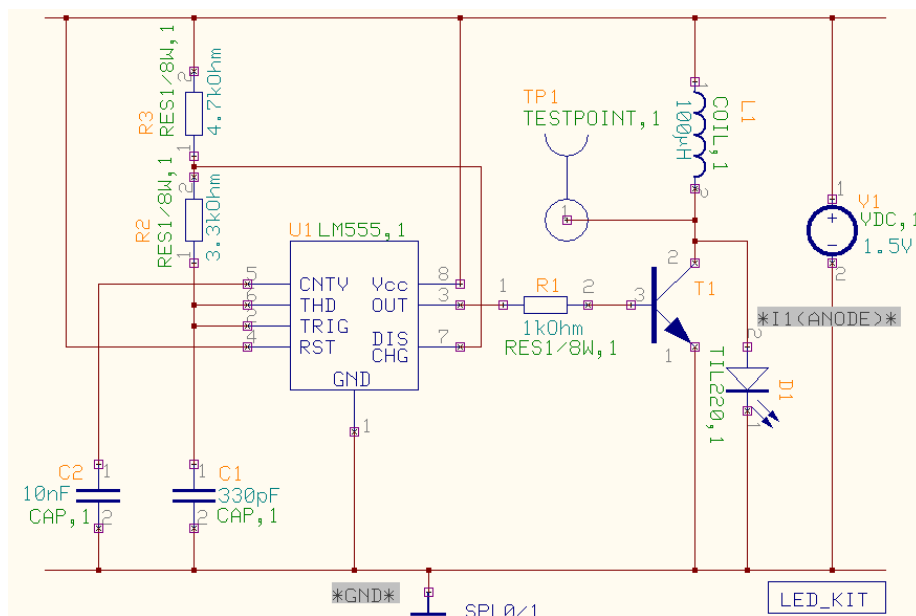 R3
RES1/8W,1
4.7kOhm
2
1
R2
RES1/8W,1
3.3kOhm
2
1
U1 LM555,1
CNTV
THD
TRIG
RST
Vcc
OUT
DIS
CHG
GND
5
6
2
4
8
3
7
1
TP1
TESTPOINT,1
1
L1
COIL,1
100µH
1
2
V1
VDC,1
1.5V
1
2
+
−
R1
1kOhm
RES1/8W,1
1
2
T1
3
2
1
*I1(ANODE)*
D1
TIL220,1
2
1
C2
10nF
CAP,1
1
2
C1
330pF
CAP,1
1
2
*GND*
SPL0/1
LED_KIT